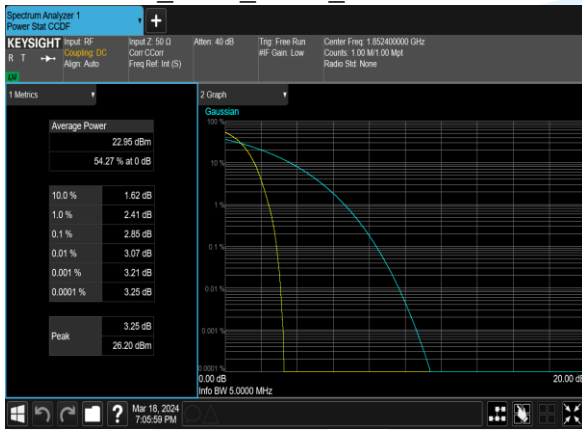 Spectrum Analyzer 1
Power Stat CCDF
KEYSIGHT
R T
LXI
Input: RF
Coupling: DC
Align: Auto
Input Z: 50 Ω
Corr CCorr
Freq Ref: Int (S)
Atten: 40 dB
Trig: Free Run
#IF Gain: Low
Center Freq: 1.852400000 GHz
Counts: 1.00 M/1.00 Mpt
Radio Std: None
1 Metrics
Average Power
22.95 dBm
54.27 % at 0 dB
10.0 % 1.62 dB
1.0 % 2.41 dB
0.1 % 2.85 dB
0.01 % 3.07 dB
0.001 % 3.21 dB
0.0001 % 3.25 dB
Peak
3.25 dB
26.20 dBm
2 Graph
Gaussian
100 %
10 %
1 %
0.1 %
0.01 %
0.001 %
0.0001 %
0.00 dB
20.00 dB
Info BW 5.0000 MHz
Mar 18, 2024
7:05:59 PM